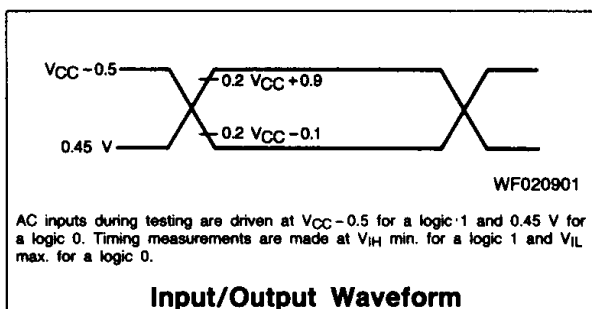 VCC −0.5
0.2 VCC+0.9
0.2 VCC−0.1
0.45 V
WF020901
AC inputs during testing are driven at VCC−0.5 for a logic 1 and 0.45 V for
a logic 0. Timing measurements are made at VIH min. for a logic 1 and VIL
max. for a logic 0.
Input/Output Waveform